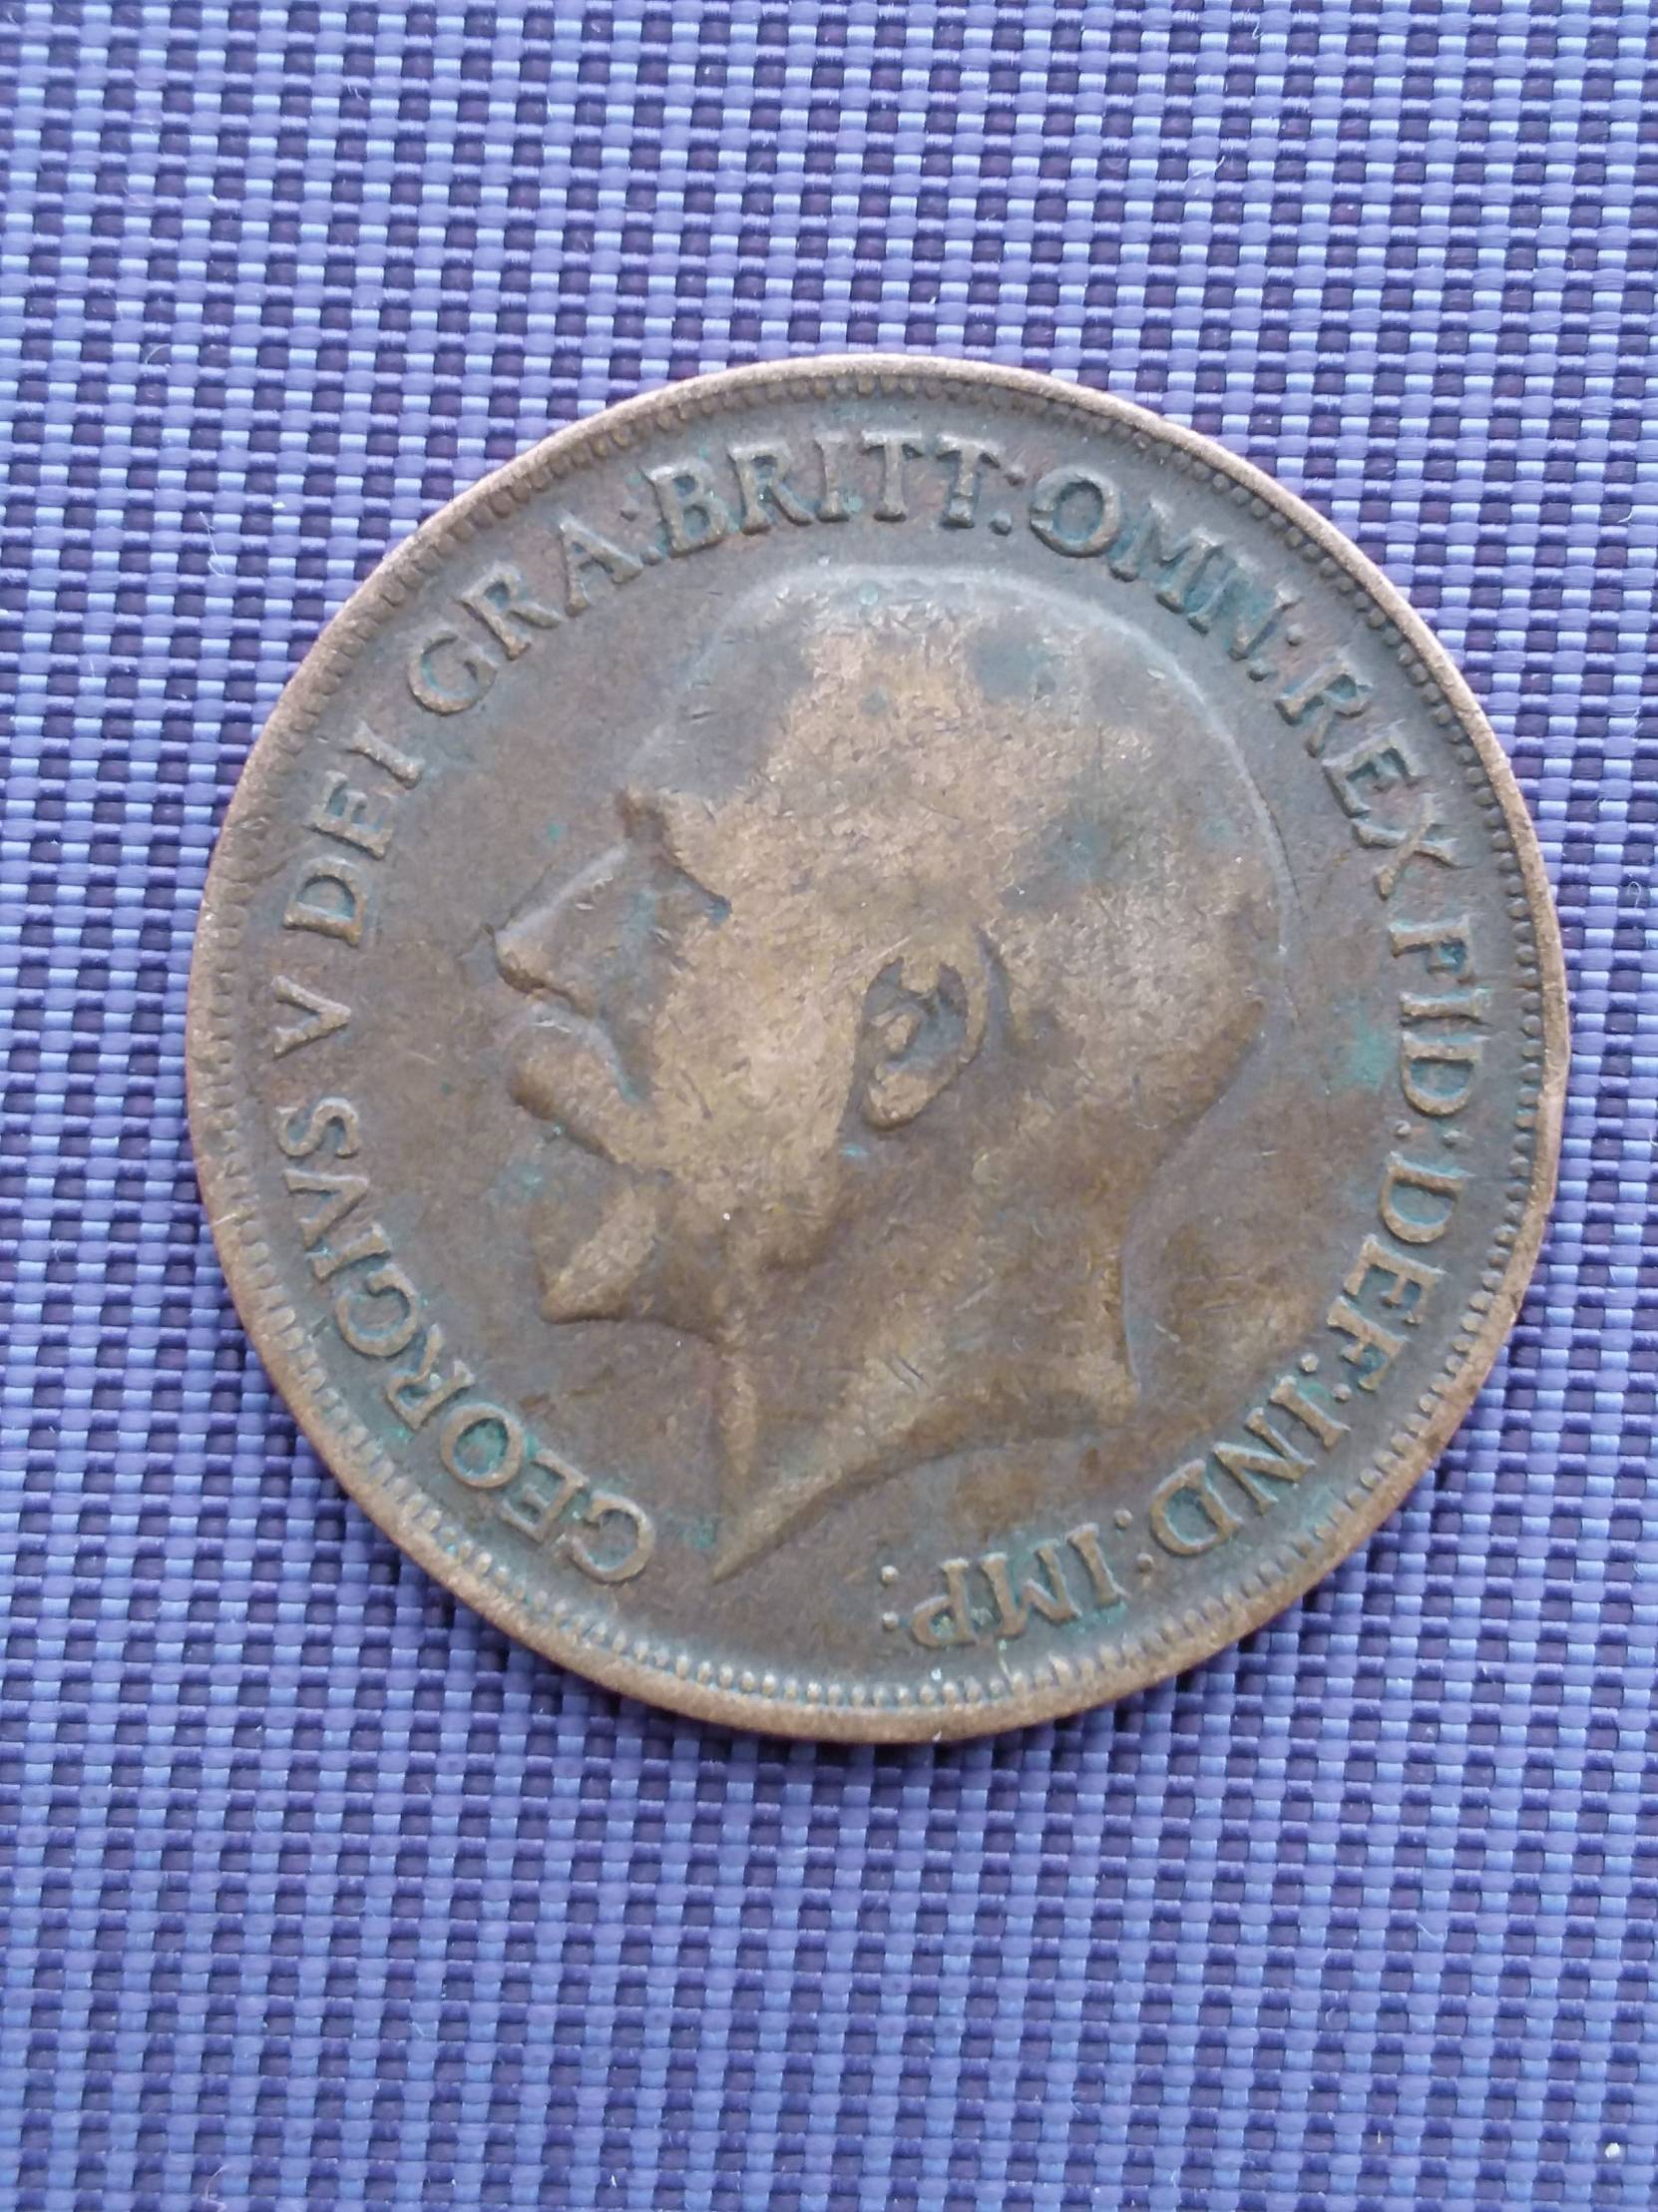 GEORGIVS V DEI GRA:BRITT:OMN:REX FID:DEF:IND:IMP: